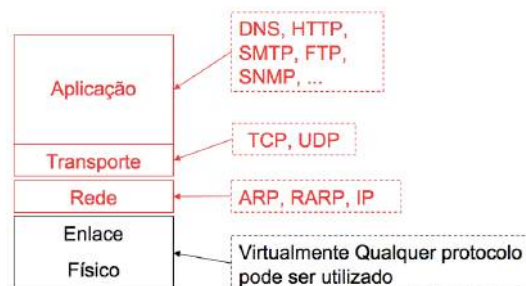 DNS, HTTP,
SMTP, FTP,
SNMP, ...
Aplicação
TCP, UDP
Transporte
Rede
ARP, RARP, IP
Enlace
Físico
Virtualmente Qualquer protocolo
pode ser utilizado